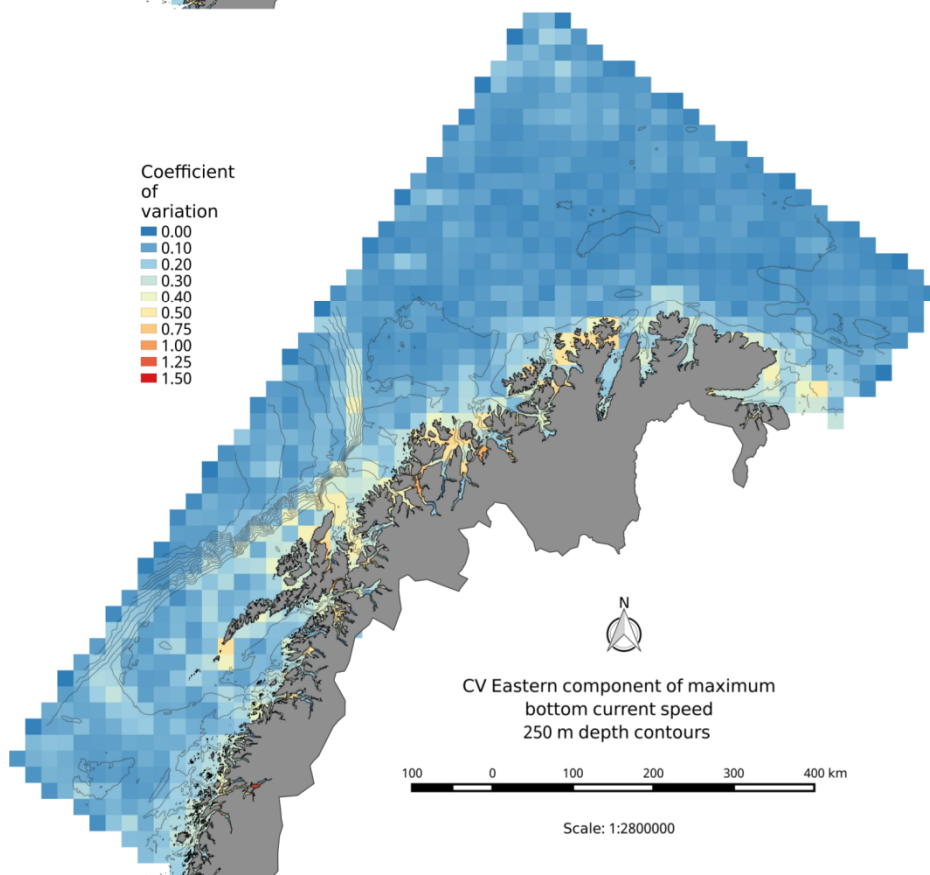 Coefficient
of
variation
0.00
0.10
0.20
0.30
0.40
0.50
0.75
1.00
1.25
1.50
N
CV Eastern component of maximum
bottom current speed
250 m depth contours
100 0 100 200 300 400 km
Scale: 1:2800000